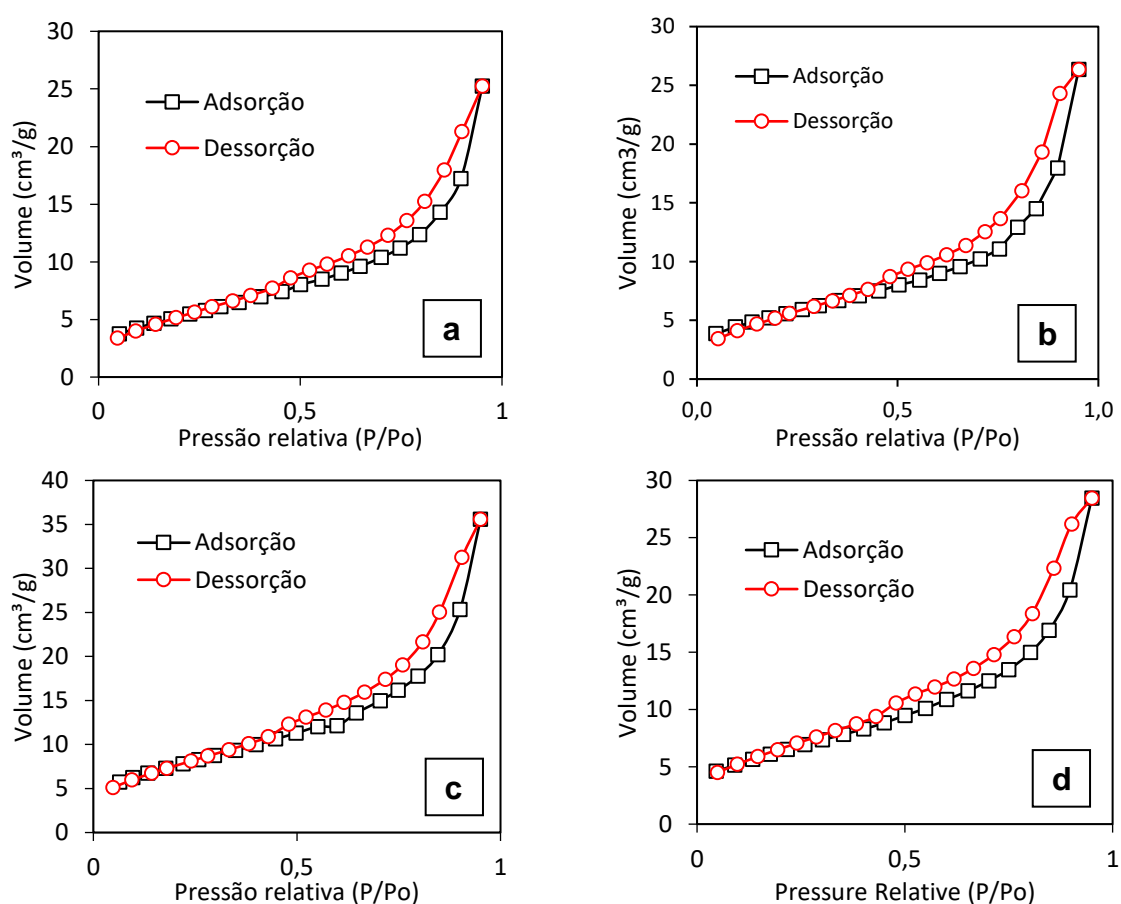 30
25
20
15
10
5
0
Volume (cm³/g)
Adsorção
Dessorção
a
0
0,5
1
Pressão relativa (P/Po)
30
25
20
15
10
5
0
Volume (cm3/g)
Adsorção
Dessorção
b
0,0
0,5
1,0
Pressão relativa (P/Po)
40
35
30
25
20
15
10
5
0
Volume (cm³/g)
Adsorção
Dessorção
c
0
0,5
1
Pressão relativa (P/Po)
30
25
20
15
10
5
0
Volume (cm³/g)
Adsorção
Dessorção
d
0
0,5
1
Pressure Relative (P/Po)